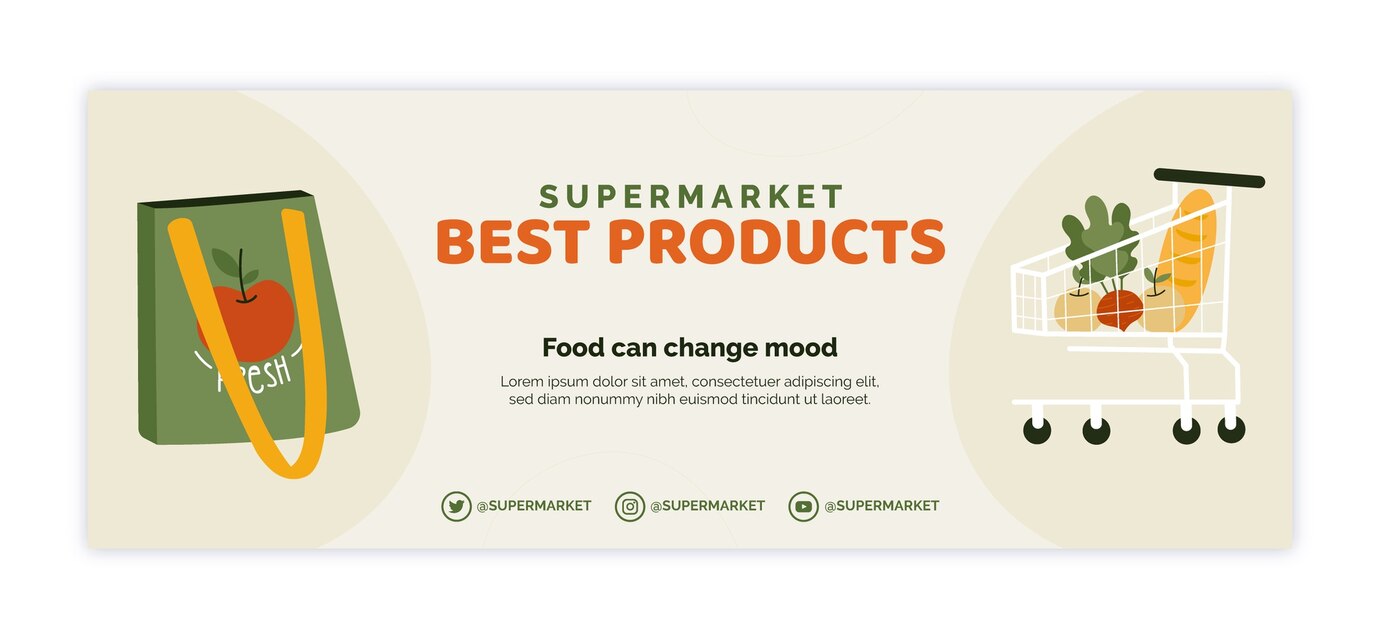 SUPERMARKET
BEST PRODUCTS
FRESH
Food can change mood
Lorem ipsum dolor sit amet, consectetuer adipiscing elit,
sed diam nonummy nibh euismod tincidunt ut laoreet.
@SUPERMARKET @SUPERMARKET @SUPERMARKET